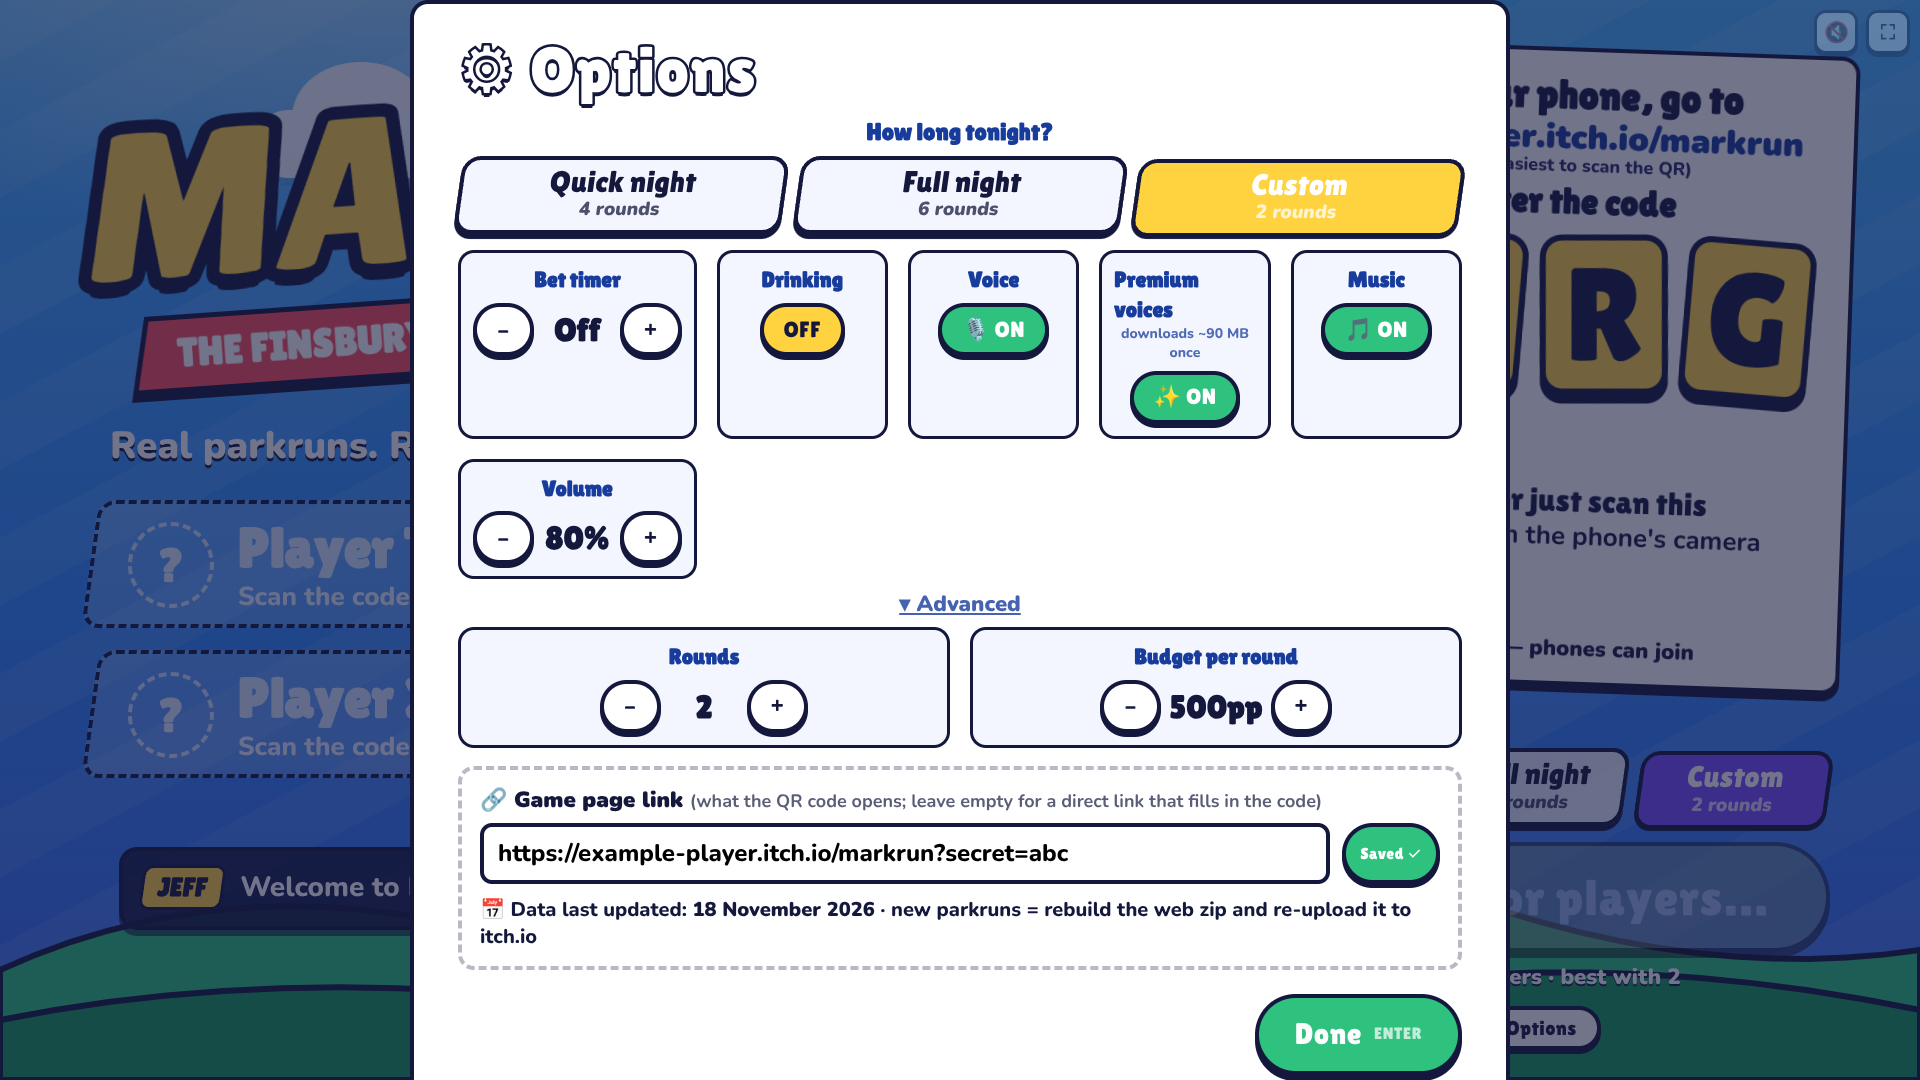 Options
How long tonight?
Quick night
4 rounds
Full night
6 rounds
Custom
2 rounds
Bet timer
– Off +
Drinking
OFF
Voice
🎙️ ON
Premium
voices
downloads ~90 MB
once
✨ ON
Music
🎵 ON
Volume
– 80% +
▾ Advanced
Rounds
– 2 +
Budget per round
– 500pp +
🔗 Game page link (what the QR code opens; leave empty for a direct link that fills in the code)
https://example-player.itch.io/markrun?secret=abc
Saved ✓
📅 Data last updated: 18 November 2026 · new parkruns = rebuild the web zip and re-upload it to
itch.io
Done ENTER
MA
THE FINSBURY
Real parkruns. R
?
Player
Scan the code
?
Player
Scan the code
JEFF Welcome to
r phone, go to
er.itch.io/markrun
asiest to scan the QR)
er the code
R G
r just scan this
the phone's camera
— phones can join
ll night
rounds
Custom
2 rounds
or players...
ers · best with 2
Options